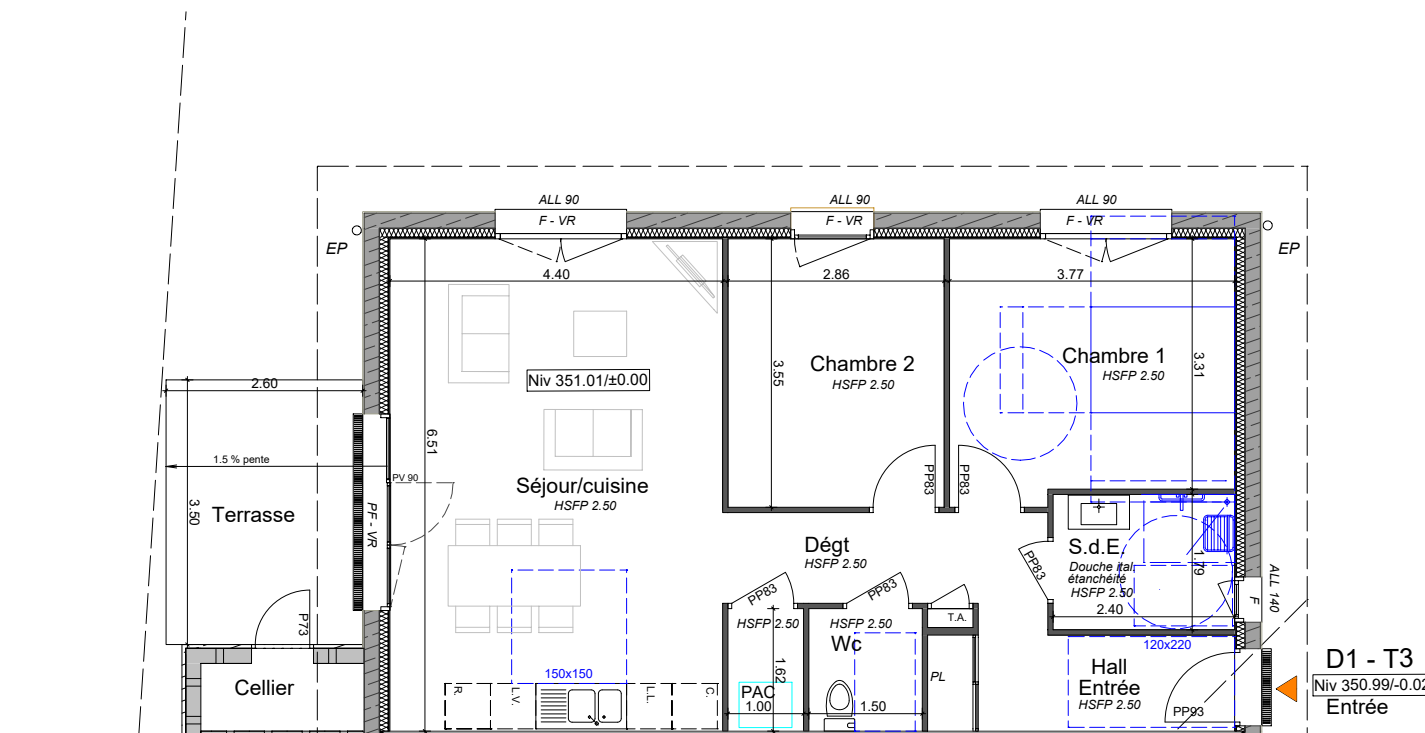 ALL 90
ALL 90
ALL 90
F - VR
F - VR
F - VR
EP
EP
4.40
2.86
3.77
Chambre 2
HSFP 2.50
Chambre 1
HSFP 2.50
3.55
3.31
Niv 351.01/±0.00
2.60
6.51
1.5 % pente
PV 90
Séjour/cuisine
HSFP 2.50
PP83
PP83
3.50
Terrasse
PF - VR
Dégt
HSFP 2.50
S.d.E.
Douche ital
étanchéité
HSFP 2.50
1.79
2.40
PP83
ALL 140
F
P73
PP83
PP83
HSFP 2.50
HSFP 2.50
Wc
T.A.
120x220
Cellier
150x150
R.
L.V.
L.L.
C.
1.62
PAC
1.00
1.50
PL
Hall
Entrée
HSFP 2.50
PP93
D1 - T3
Niv 350.99/-0.02
Entrée